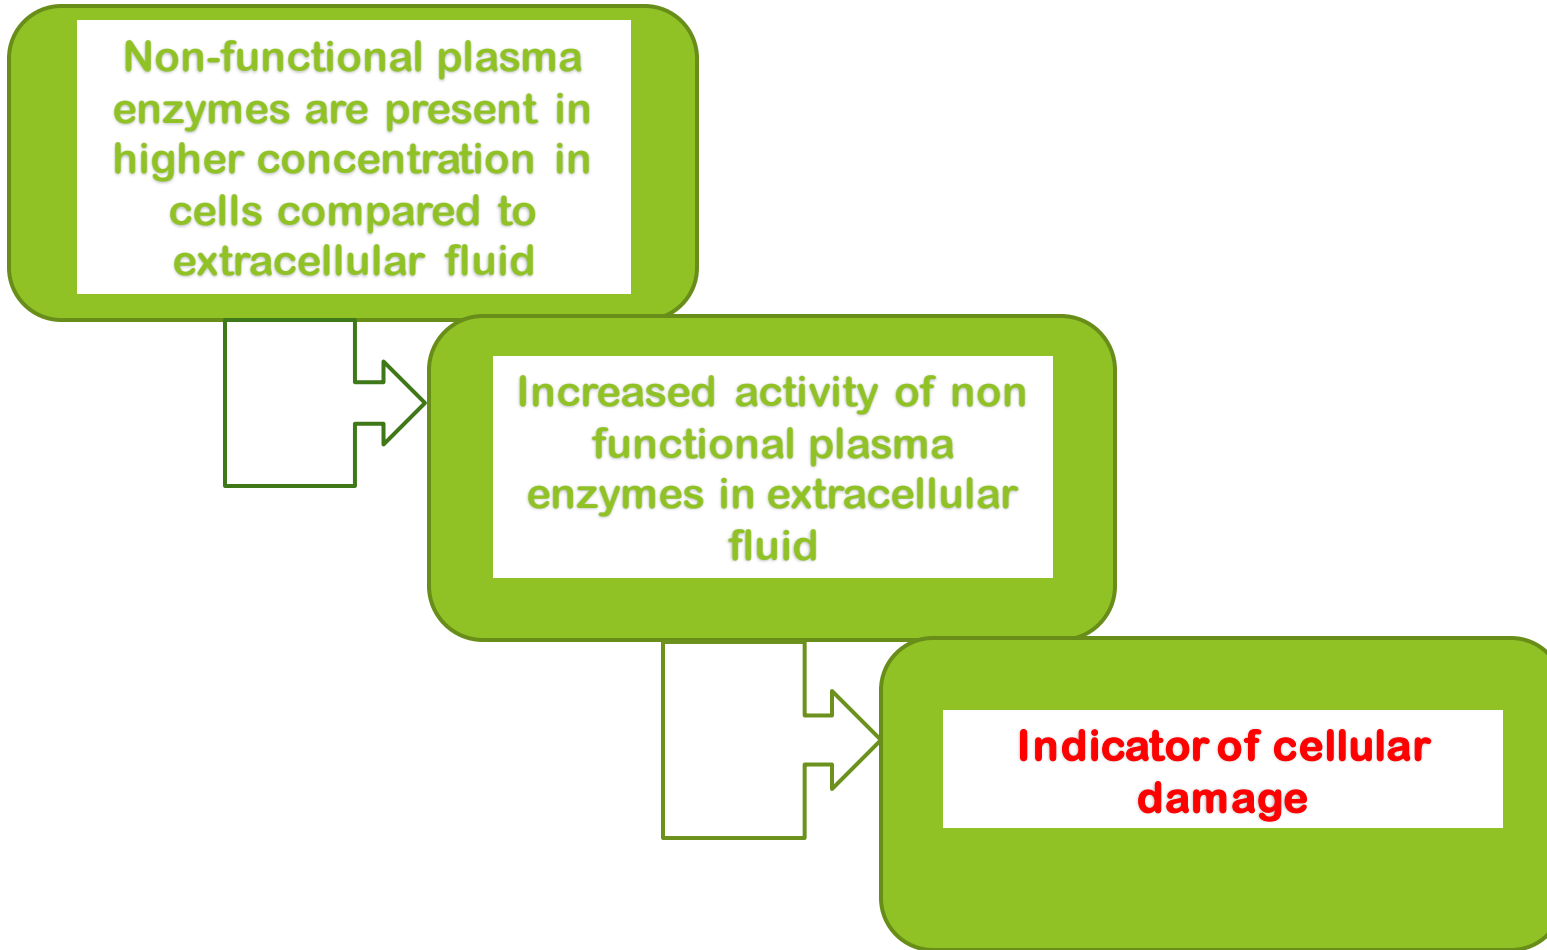 Non-functional plasma
enzymes are present in
higher concentration in
cells compared to
extracellular fluid
Increased activity of non
functional plasma
enzymes in extracellular
fluid
Indicator of cellular
damage